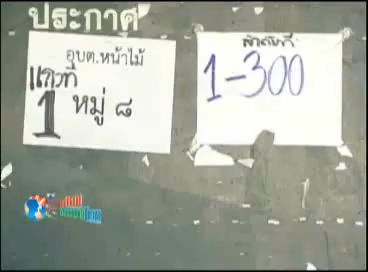 ประกาศ
อบต.หน้าไม้
แถวที่
1 หมู่ ๘
ลำดับที่
1-300